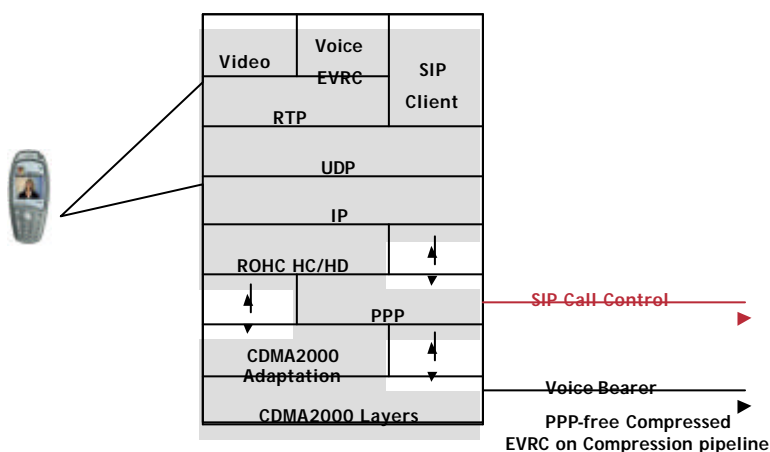 Video
Voice
EVRC
SIP
Client
RTP
UDP
IP
ROHC HC/HD
PPP
SIP Call Control
CDMA2000
Adaptation
Voice Bearer
CDMA2000 Layers
PPP-free Compressed
EVRC on Compression pipeline